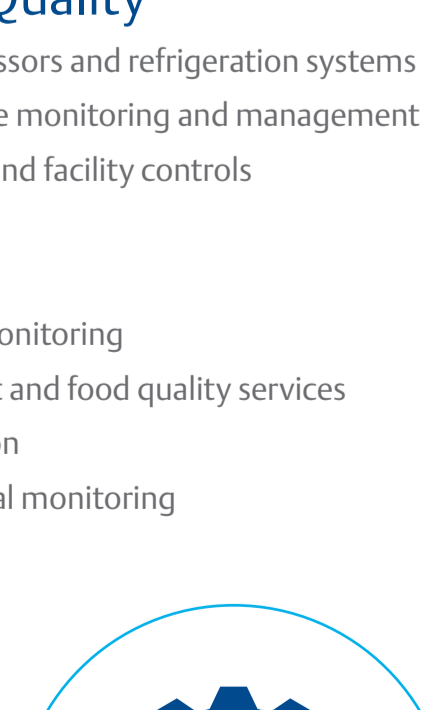 Quality
ssors and refrigeration systems
e monitoring and management
nd facility controls
onitoring
t and food quality services
on
al monitoring